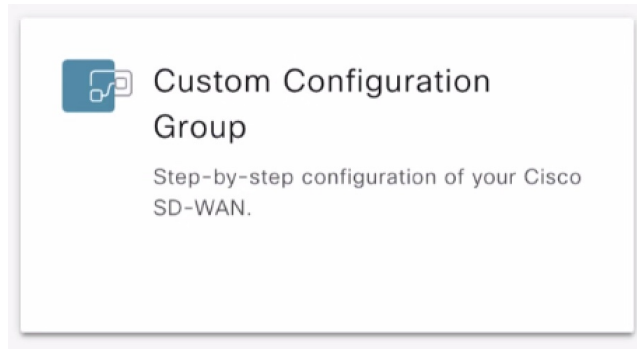 Custom Configuration
Group
Step-by-step configuration of your Cisco
SD-WAN.